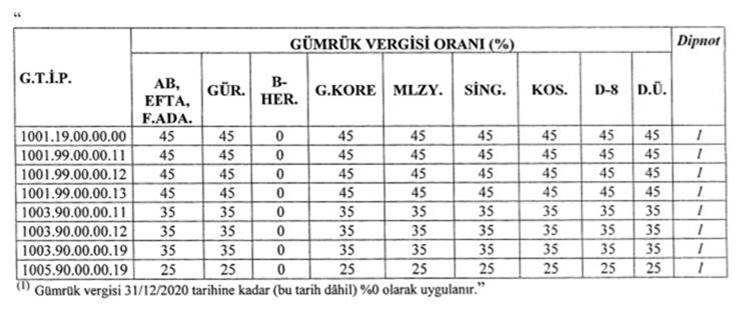 “
G.T.İ.P. GÜMRÜK VERGİSİ ORANI (%) Dipnot
AB, EFTA, F.ADA. GÜR. B-HER. G.KORE MLZY. SİNG. KOS. D-8 D.Ü.
1001.19.00.00.00 45 45 0 45 45 45 45 45 45 1
1001.99.00.00.11 45 45 0 45 45 45 45 45 45 1
1001.99.00.00.12 45 45 0 45 45 45 45 45 45 1
1001.99.00.00.13 45 45 0 45 45 45 45 45 45 1
1003.90.00.00.11 35 35 0 35 35 35 35 35 35 1
1003.90.00.00.12 35 35 0 35 35 35 35 35 35 1
1003.90.00.00.19 35 35 0 35 35 35 35 35 35 1
1005.90.00.00.19 25 25 0 25 25 25 25 25 25 1
(1) Gümrük vergisi 31/12/2020 tarihine kadar (bu tarih dâhil) %0 olarak uygulanır.”